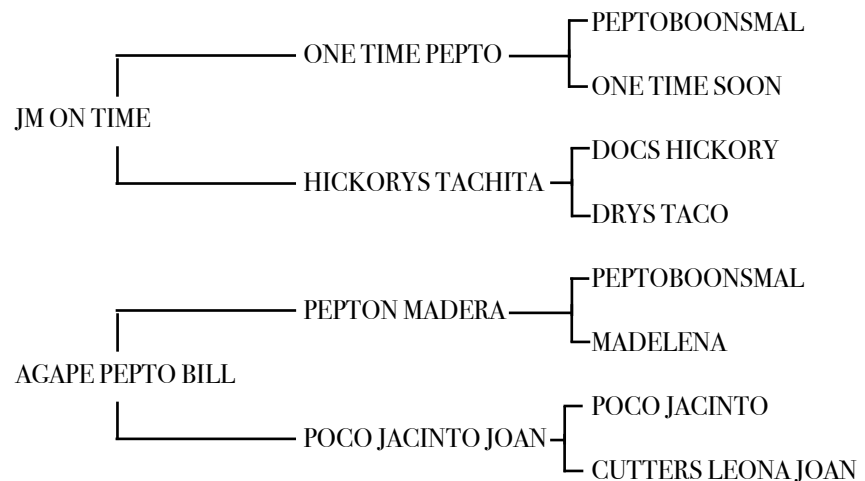 PEPTOBOONSMAL
ONE TIME PEPTO
ONE TIME SOON
JM ON TIME
DOCS HICKORY
HICKORYS TACHITA
DRYS TACO
PEPTOBOONSMAL
PEPTON MADERA
MADELENA
AGAPE PEPTO BILL
POCO JACINTO
POCO JACINTO JOAN
CUTTERS LEONA JOAN